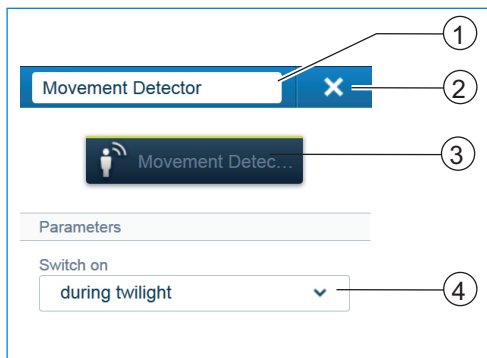 1
Movement Detector
2
Movement Detec...
3
Parameters
Switch on
during twilight
4